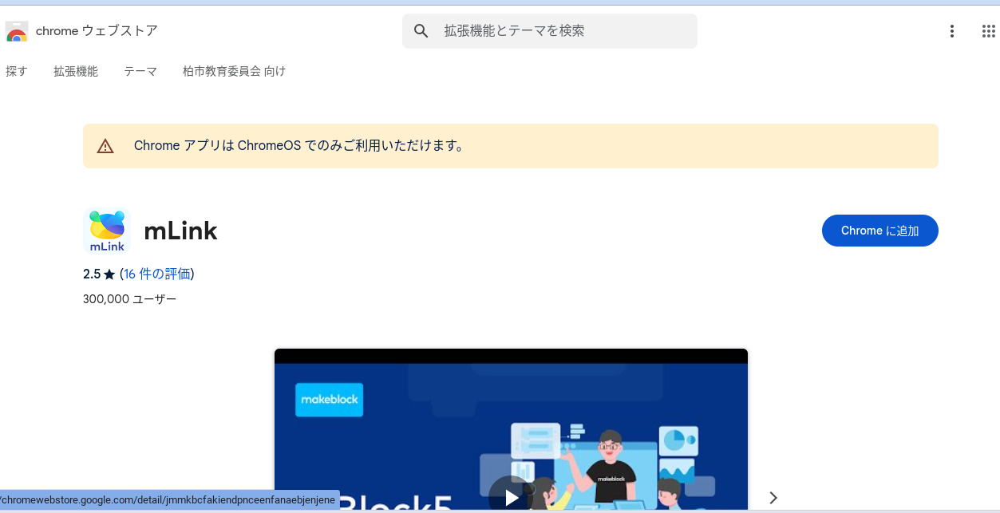 chrome ウェブストア
拡張機能とテーマを検索
探す
拡張機能
テーマ
柏市教育委員会 向け
Chrome アプリは ChromeOS でのみご利用いただけます。
mLink
mLink
Chrome に追加
2.5 ★ (16 件の評価)
300,000 ユーザー
makeblock
makeblock
Block5
/chromewebstore.google.com/detail/jmmkbcfakiendpnceenfanaebjenjene